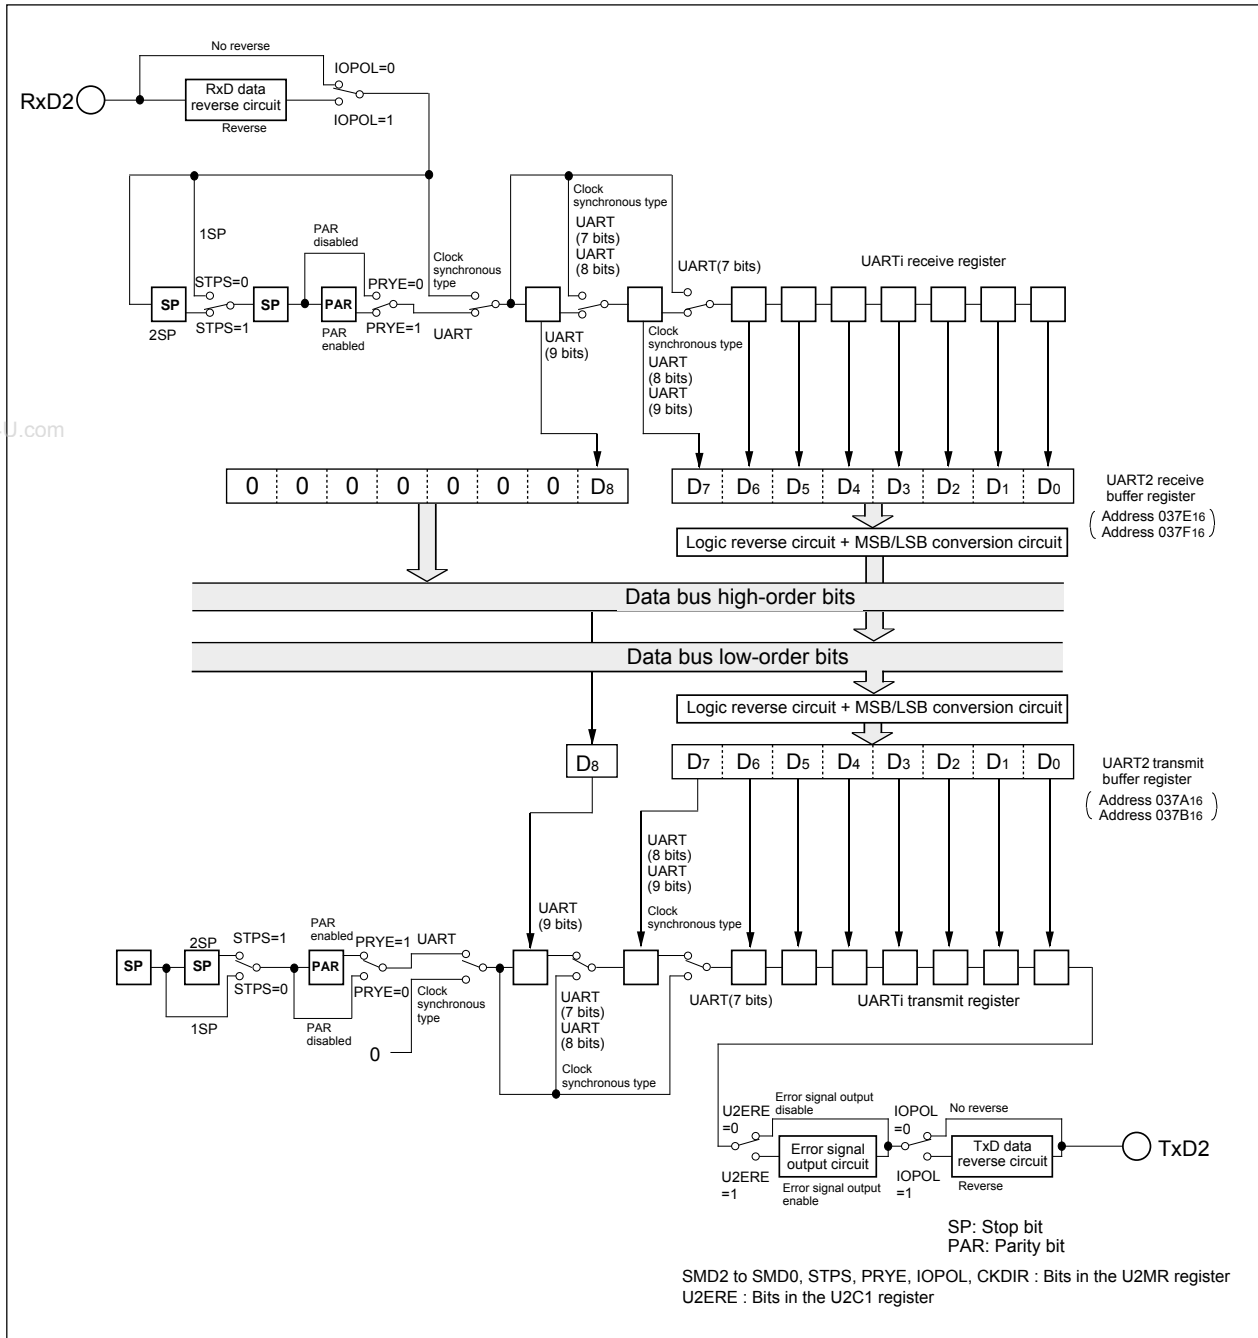 No reverse
IOPOL=0
RxD2
RxD data
reverse circuit
Reverse
IOPOL=1
1SP
PAR
disabled
Clock
synchronous
type
Clock
synchronous type
UART
(7 bits)
UART
(8 bits)
UART(7 bits)
UARTi receive register
STPS=0
PRYE=0
SP
SP
PAR
2SP
STPS=1
PAR
enabled
PRYE=1
UART
UART
(9 bits)
Clock
synchronous type
UART
(8 bits)
UART
(9 bits)
U.com
0 0 0 0 0 0 0 D8
D7 D6 D5 D4 D3 D2 D1 D0
UART2 receive
buffer register
( Address 037E16 )
( Address 037F16 )
Logic reverse circuit + MSB/LSB conversion circuit
Data bus high-order bits
Data bus low-order bits
Logic reverse circuit + MSB/LSB conversion circuit
D8
D7 D6 D5 D4 D3 D2 D1 D0
UART2 transmit
buffer register
( Address 037A16 )
( Address 037B16 )
UART
(8 bits)
UART
(9 bits)
Clock
synchronous type
UART
(9 bits)
PAR
enabled
2SP
STPS=1
PRYE=1
UART
SP
SP
PAR
STPS=0
PRYE=0
1SP
PAR
disabled
Clock
synchronous
type
0
UART
(7 bits)
UART
(8 bits)
Clock
synchronous type
UART(7 bits)
UARTi transmit register
U2ERE
=0
Error signal output
disable
IOPOL
=0
No reverse
Error signal
output circuit
TxD data
reverse circuit
TxD2
U2ERE
=1
Error signal output
enable
IOPOL
=1
Reverse
SP: Stop bit
PAR: Parity bit
SMD2 to SMD0, STPS, PRYE, IOPOL, CKDIR : Bits in the U2MR register
U2ERE : Bits in the U2C1 register